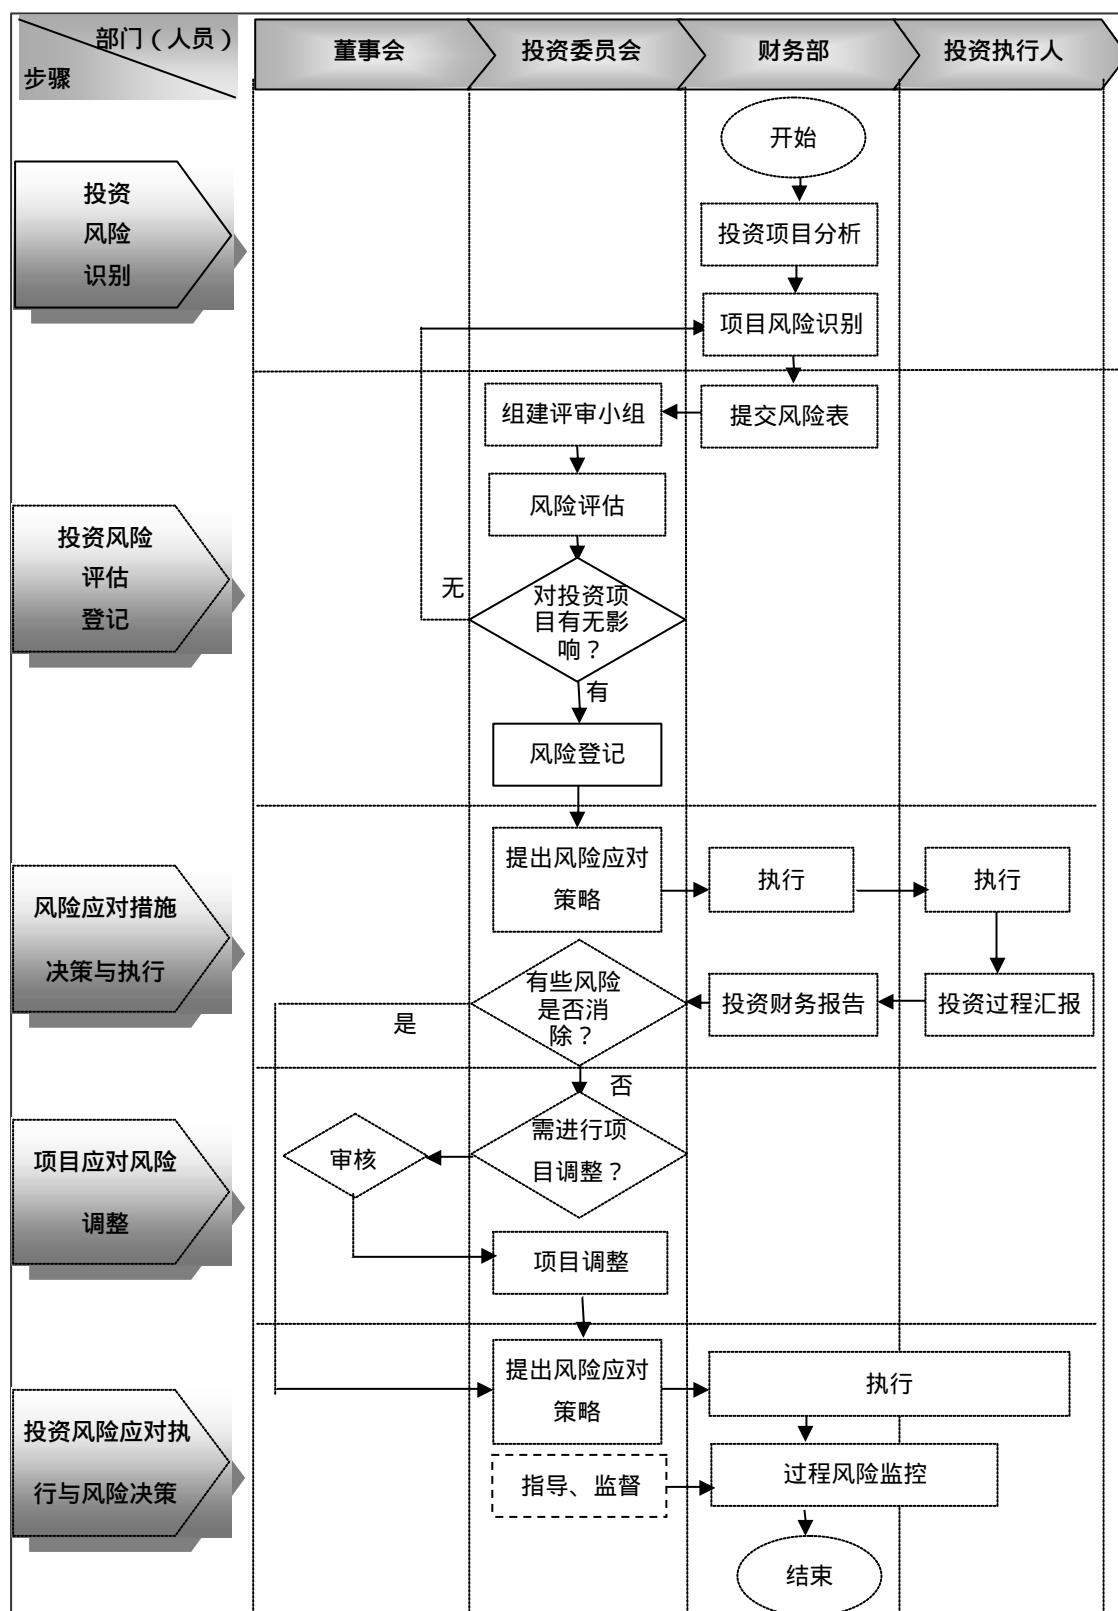 部门（人员）
步骤
董事会
投资委员会
财务部
投资执行人
开始
投资
风险
识别
投资项目分析
项目风险识别
组建评审小组
提交风险表
风险评估
投资风险
评估
登记
无
对投资项
目有无影
响？
有
风险登记
提出风险应对
策略
执行
执行
风险应对措施
决策与执行
有些风险
是否消
除？
投资财务报告
投资过程汇报
是
否
需进行项
目调整？
审核
项目应对风险
调整
项目调整
提出风险应对
策略
执行
投资风险应对执
行与风险决策
指导、监督
过程风险监控
结束